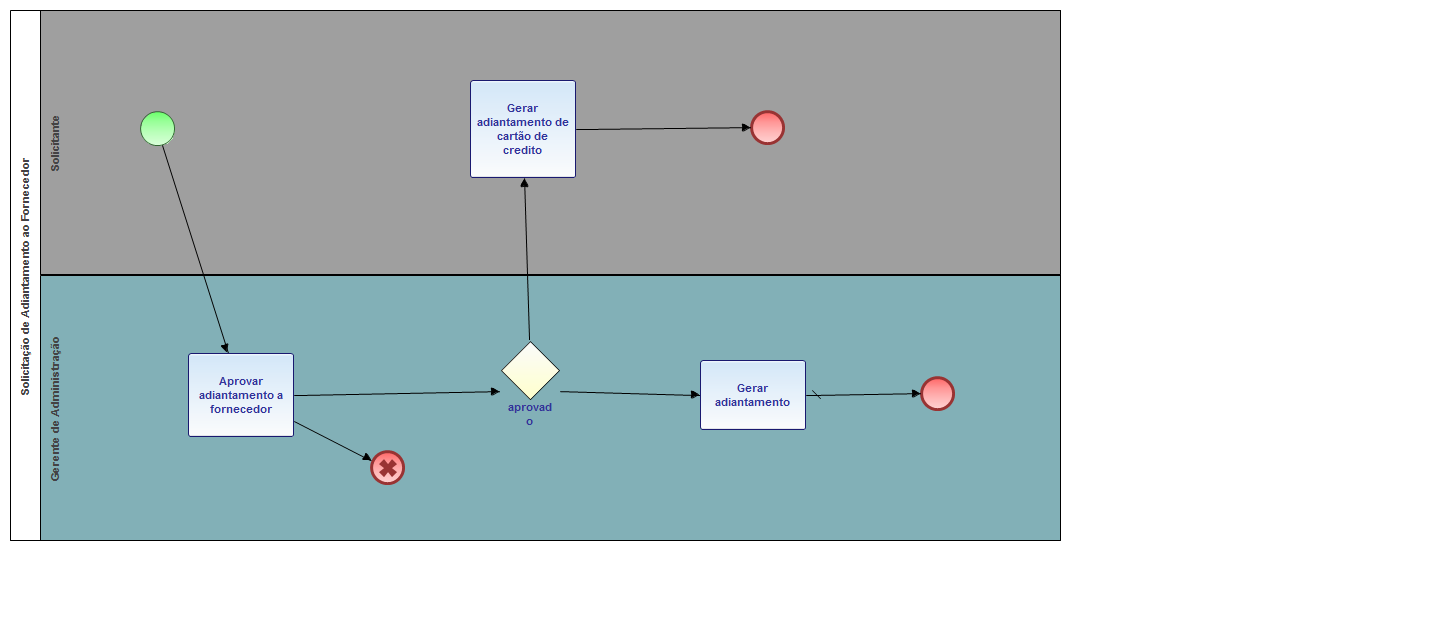 Solicitação de Adiantamento ao Fornecedor
Solicitante
Gerar
adiantamento de
cartão de
credito
Gerente de Administração
Aprovar
adiantamento a
fornecedor
aprovad
o
Gerar
adiantamento